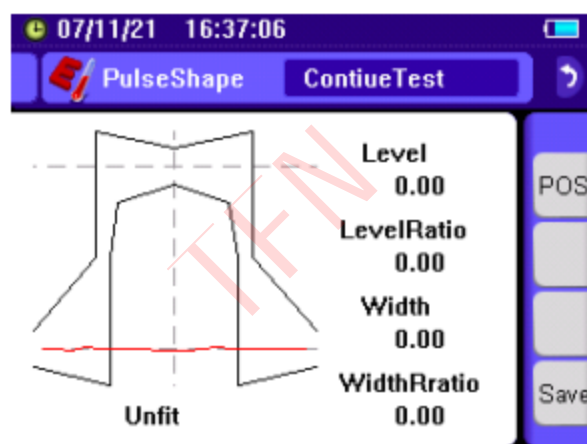 07/11/21 16:37:06
PulseShape ContiueTest
Level
0.00
LevelRatio
0.00
Width
0.00
WidthRratio
0.00
Unfit
POS
Save
TFN